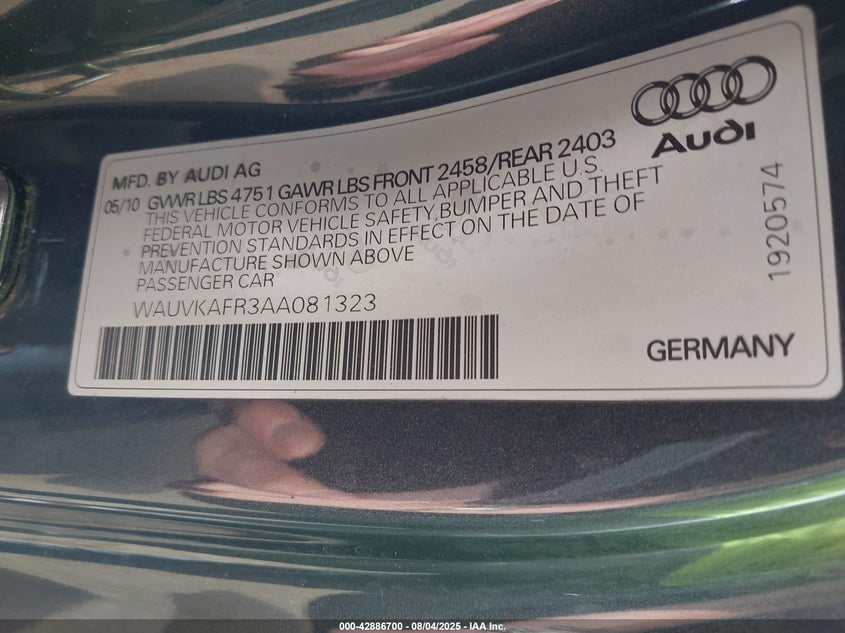 Audi
MFD. BY AUDI AG
05/10 GVWR LBS 4751 GAWR LBS FRONT 2458/REAR 2403
THIS VEHICLE CONFORMS TO ALL APPLICABLE U.S.
FEDERAL MOTOR VEHICLE SAFETY,BUMPER AND THEFT
PREVENTION STANDARDS IN EFFECT ON THE DATE OF
MANUFACTURE SHOWN ABOVE
PASSENGER CAR
WAUVKAFR3AA081323
GERMANY
1920574
000-42886700 - 08/04/2025 - IAA Inc.